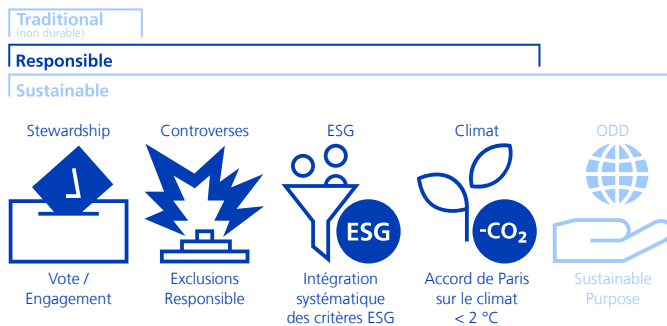 Traditional
(non durable)
Responsible
Sustainable
Stewardship
Controverses
ESG
Climat
ODD
ESG
-CO₂
Vote /
Engagement
Exclusions
Responsible
Intégration
systématique
des critères ESG
Accord de Paris
sur le climat
< 2 °C
Sustainable
Purpose